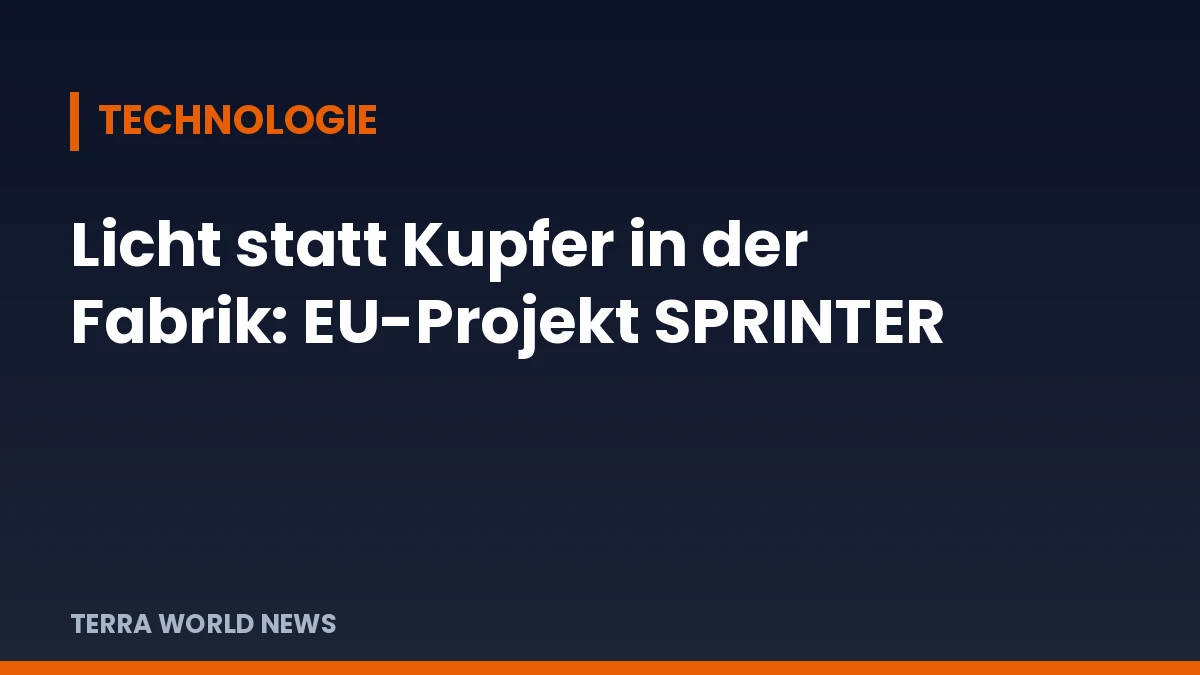 TECHNOLOGIE
Licht statt Kupfer in der
Fabrik: EU-Projekt SPRINTER
TERRA WORLD NEWS